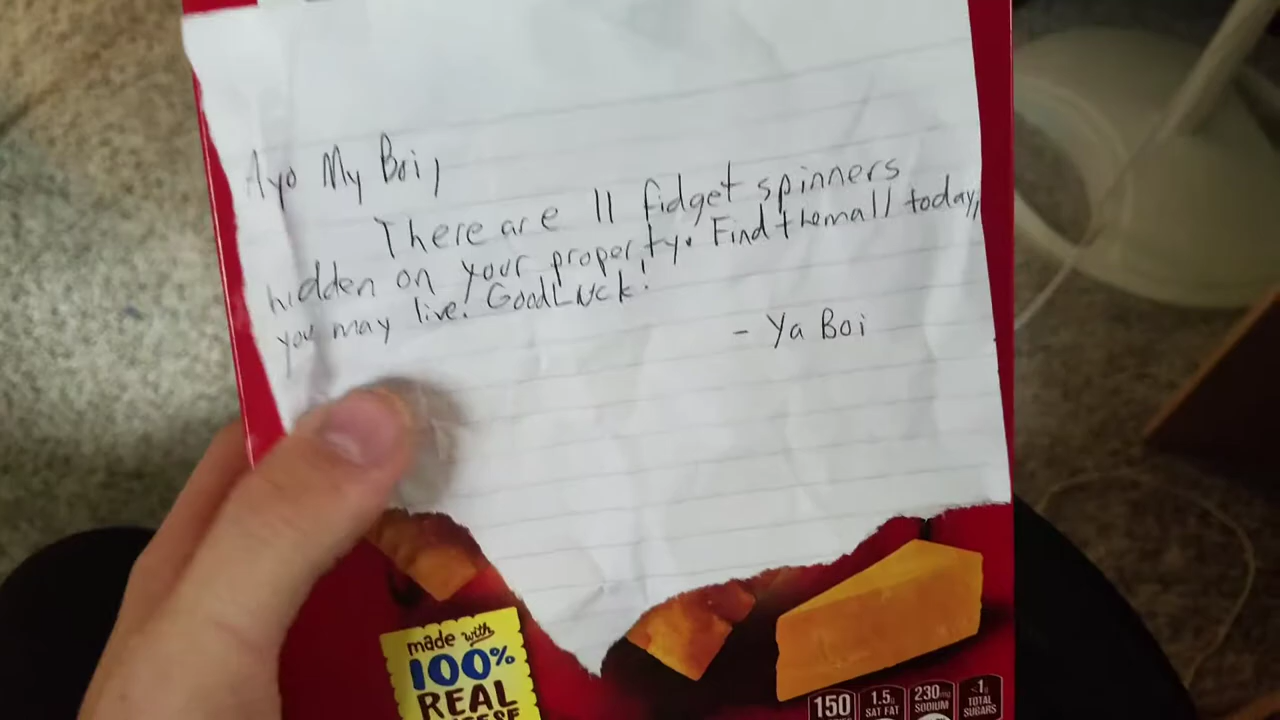 Ayo My Boi,
There are 11 fidget spinners
hidden on your property. Find them all today,
you may live! Good Luck!
- Ya Boi
made with
100%
REAL
150
1.5g
SAT FAT
230mg
SODIUM
<1g
TOTAL
SUGARS